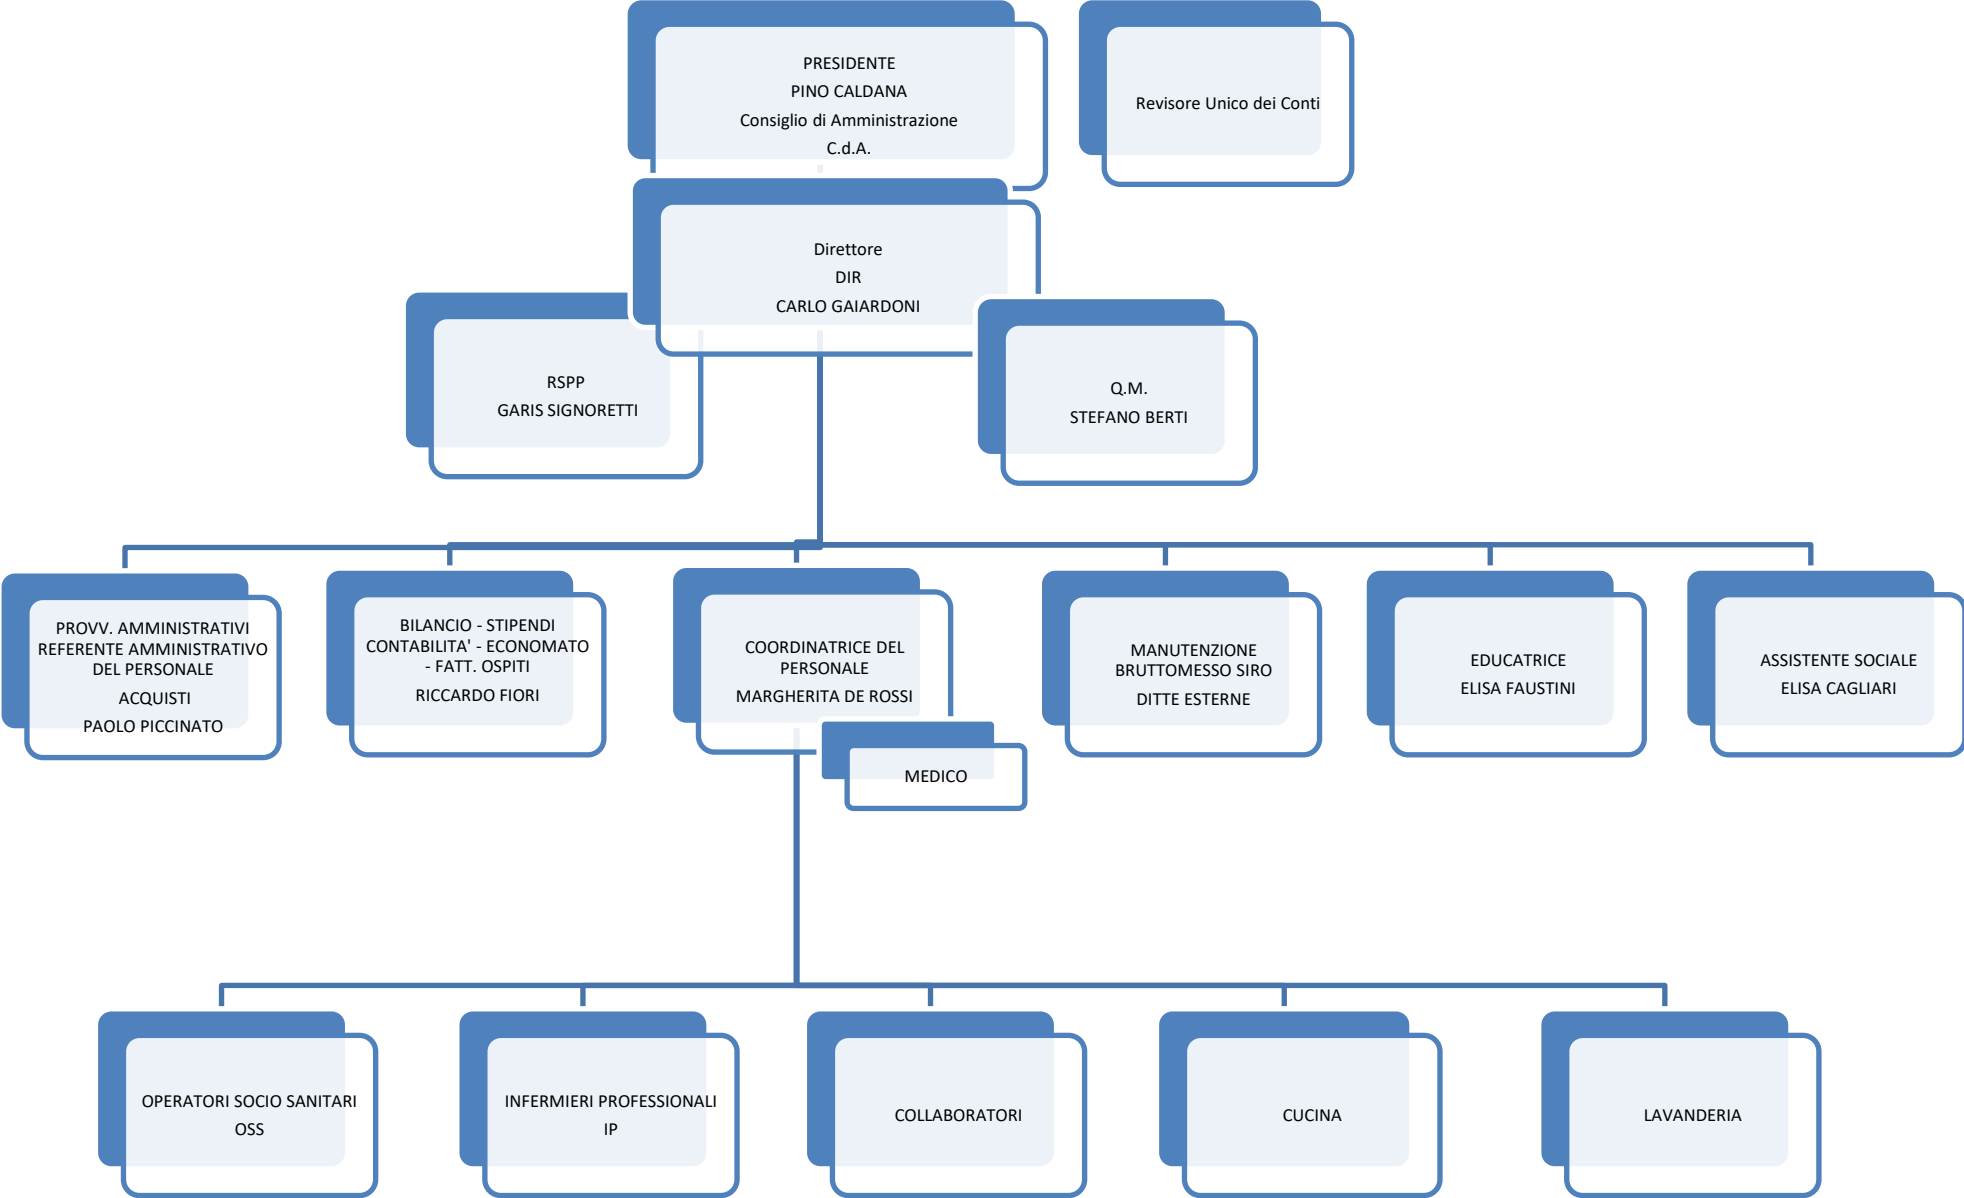 PRESIDENTE
PINO CALDANA
Consiglio di Amministrazione
C.d.A.
Revisore Unico dei Conti
Direttore
DIR
CARLO GAIARDONI
RSPP
GARIS SIGNORETTI
Q.M.
STEFANO BERTI
PROVV. AMMINISTRATIVI
REFERENTE AMMINISTRATIVO
DEL PERSONALE
ACQUISTI
PAOLO PICCINATO
BILANCIO - STIPENDI
CONTABILITA' - ECONOMATO
- FATT. OSPITI
RICCARDO FIORI
COORDINATRICE DEL
PERSONALE
MARGHERITA DE ROSSI
MEDICO
MANUTENZIONE
BRUTTOMESSO SIRO
DITTE ESTERNE
EDUCATRICE
ELISA FAUSTINI
ASSISTENTE SOCIALE
ELISA CAGLIARI
OPERATORI SOCIO SANITARI
OSS
INFERMIERI PROFESSIONALI
IP
COLLABORATORI
CUCINA
LAVANDERIA